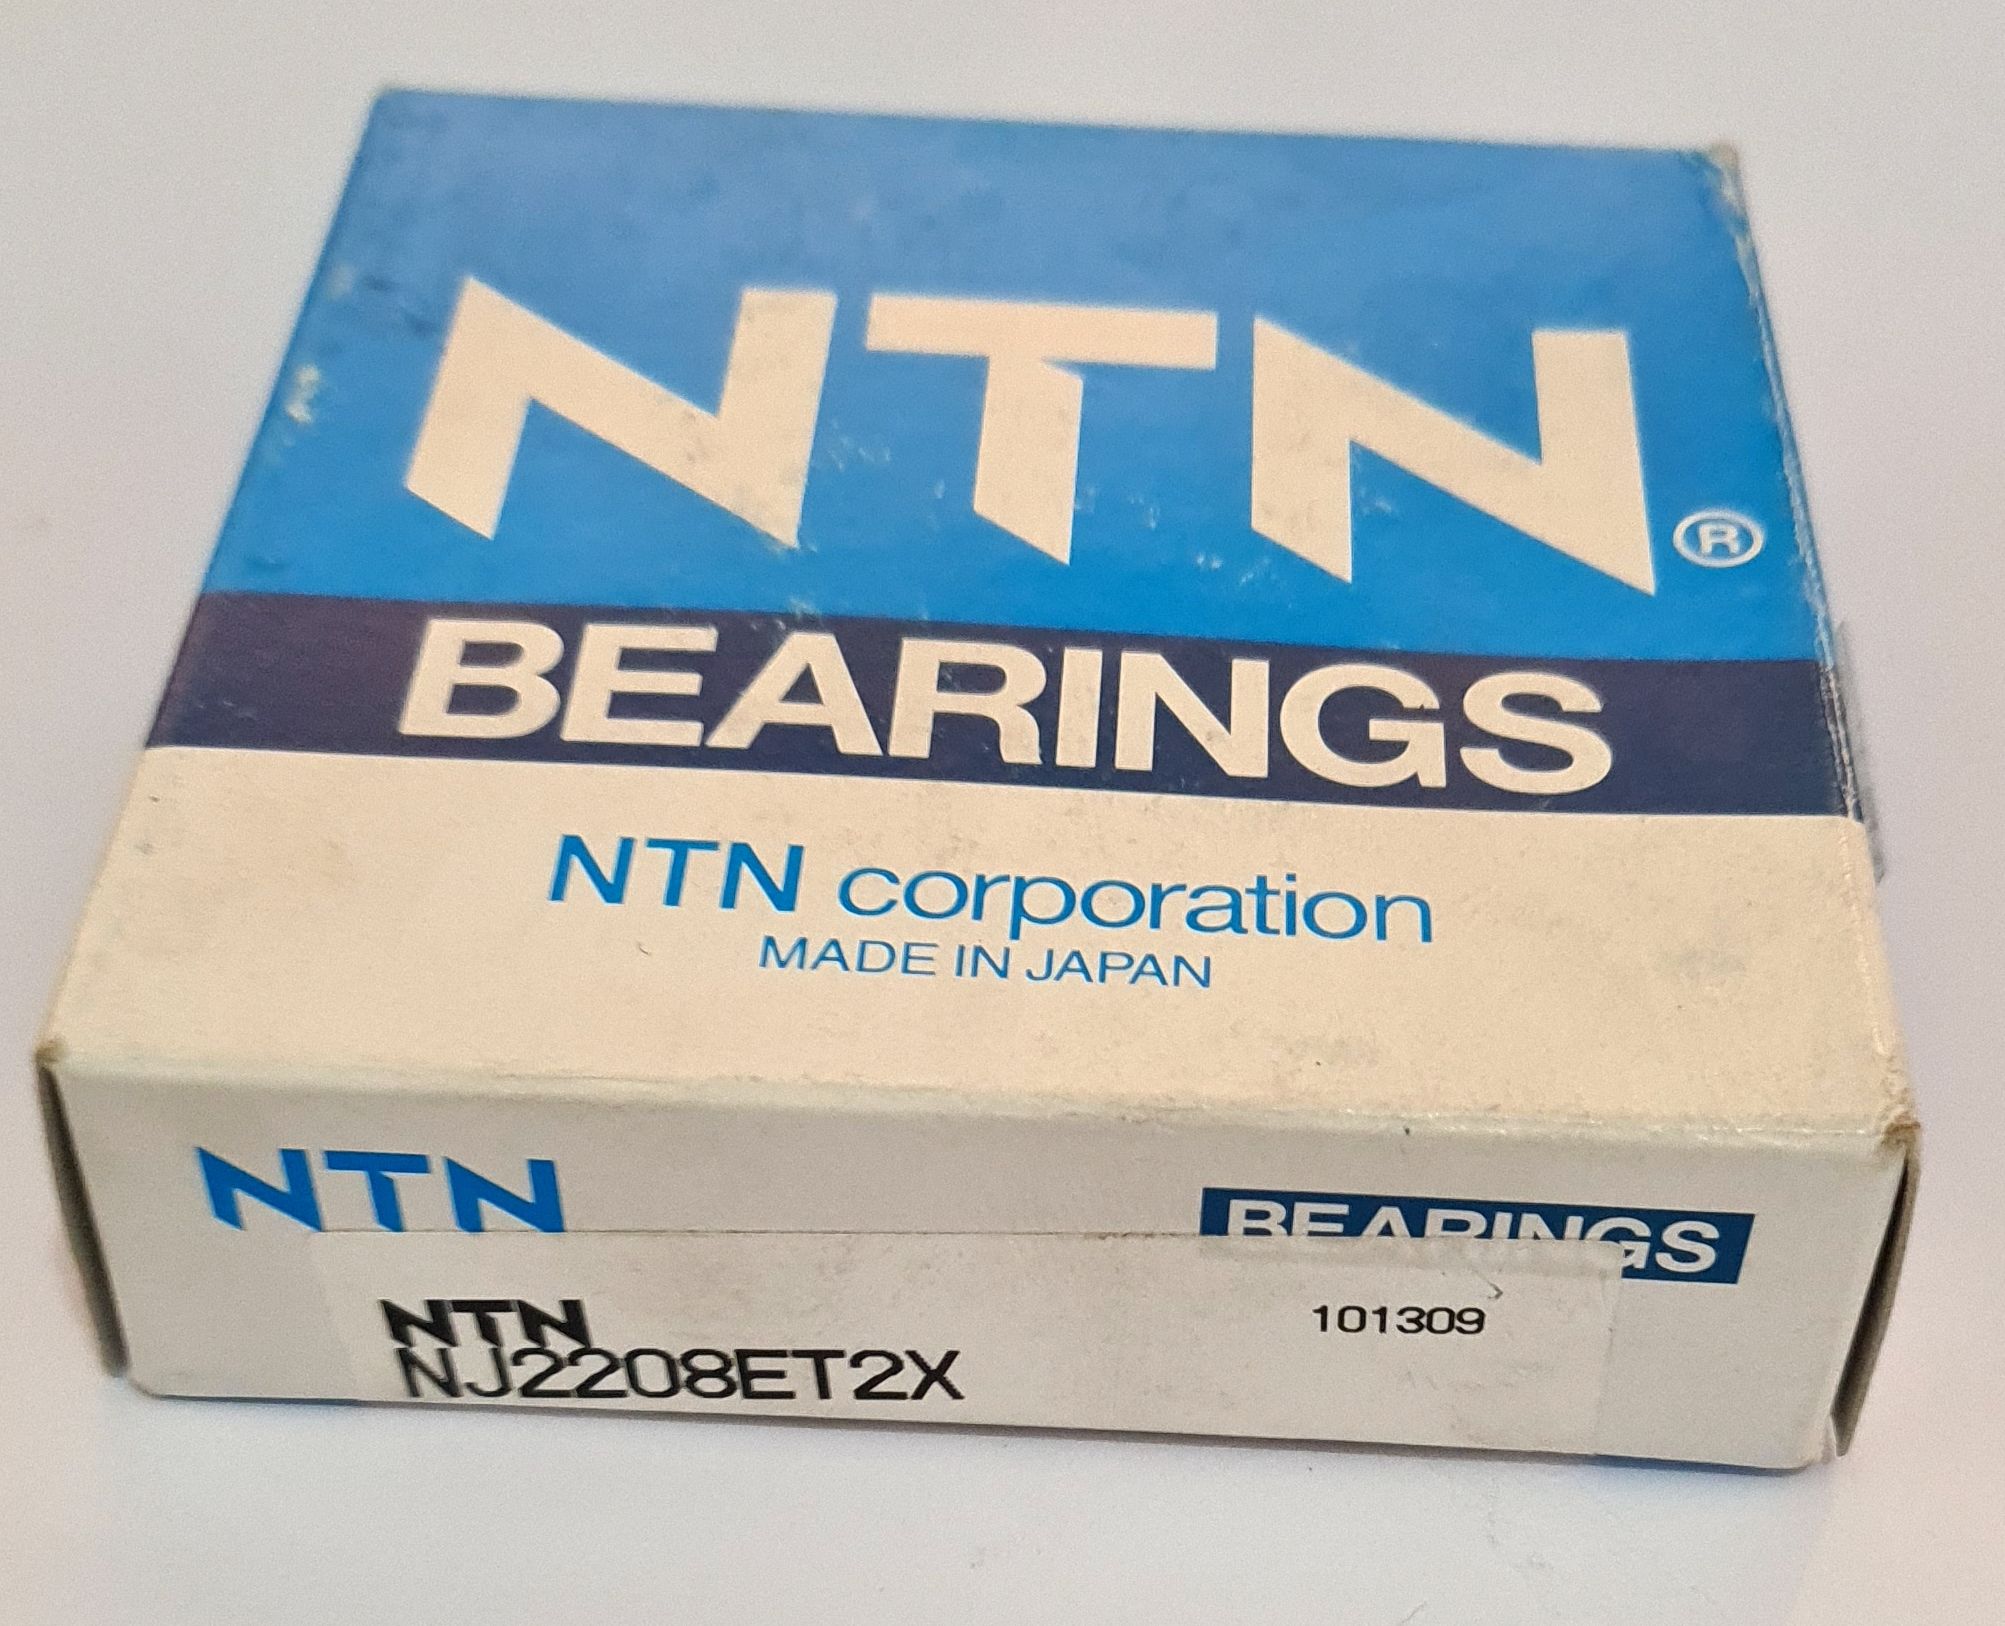 NTN®
BEARINGS
NTN corporation
MADE IN JAPAN
NTN BEARINGS
NTN 101309
NJ2208ET2X